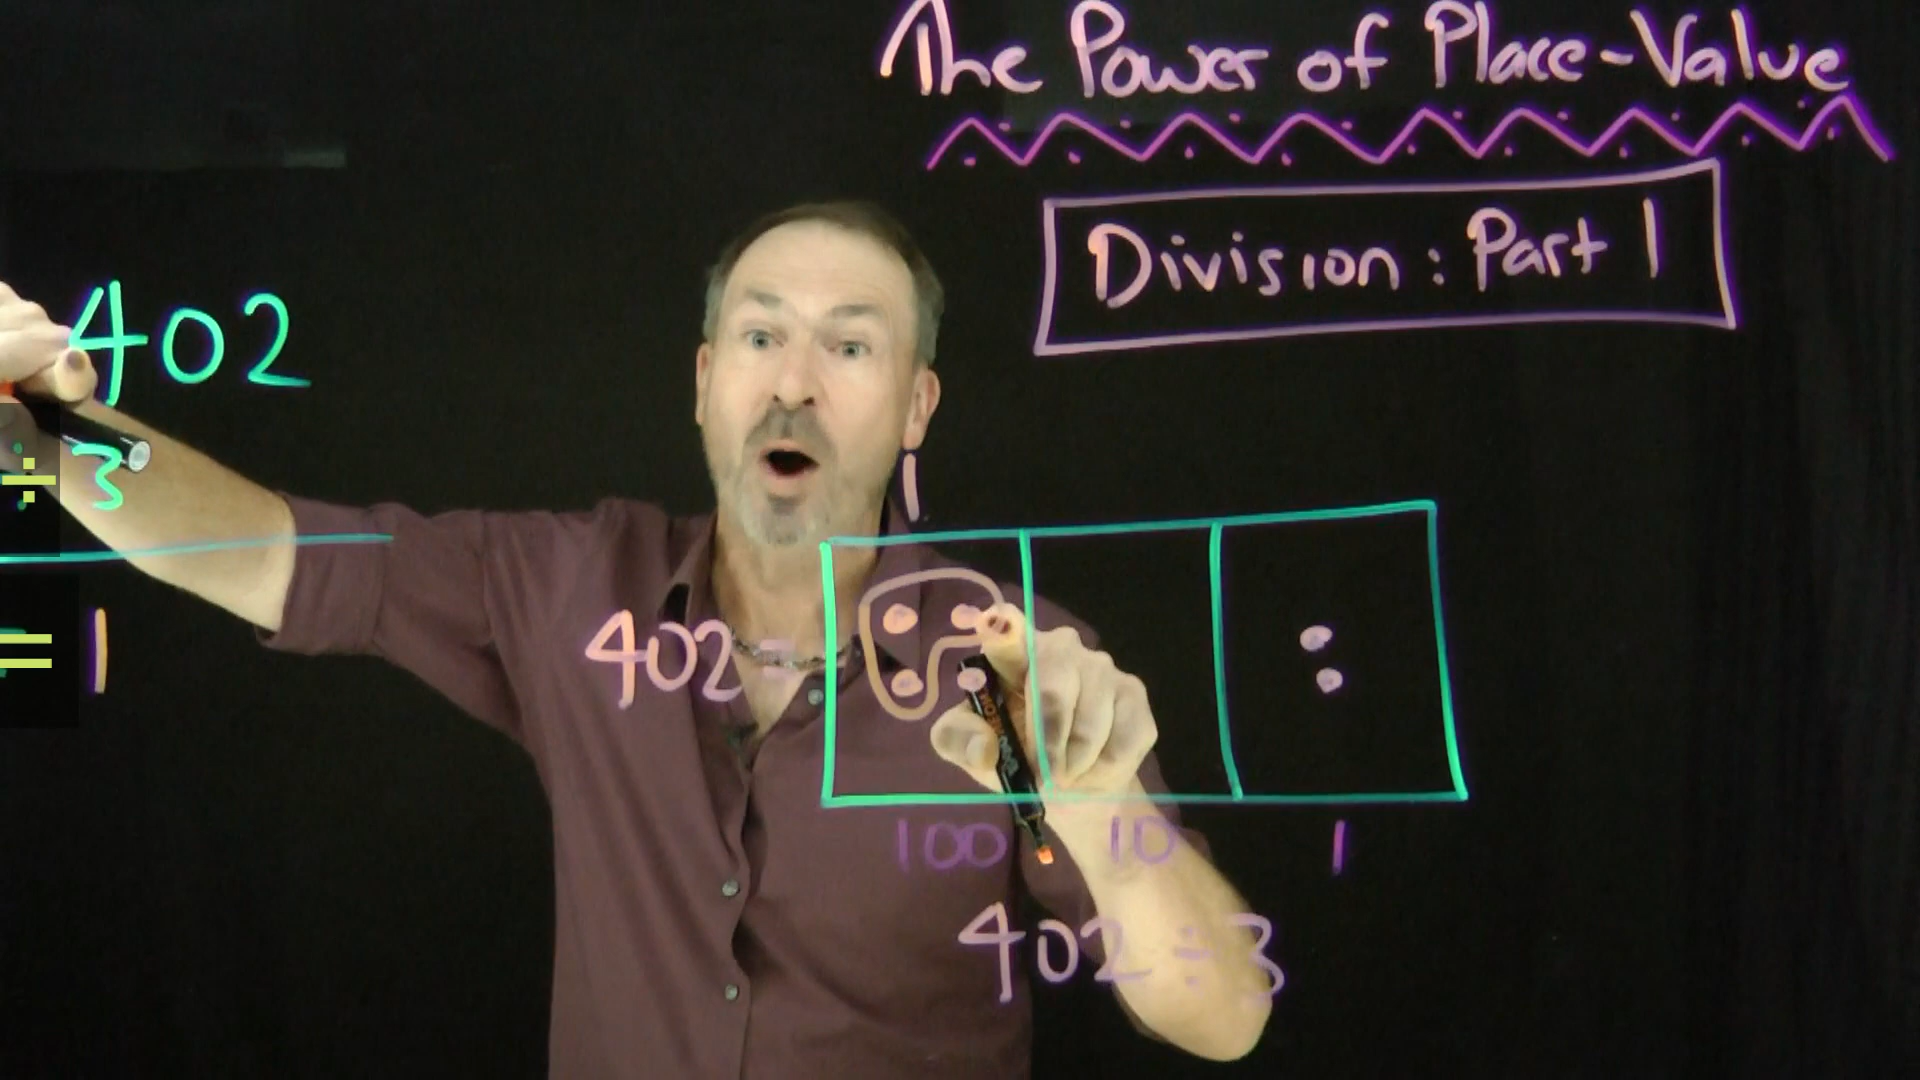 The Power of Place-Value
Division: Part 1
402
÷ 3
= 1
1
402 =
100 10 1
402 ÷ 3